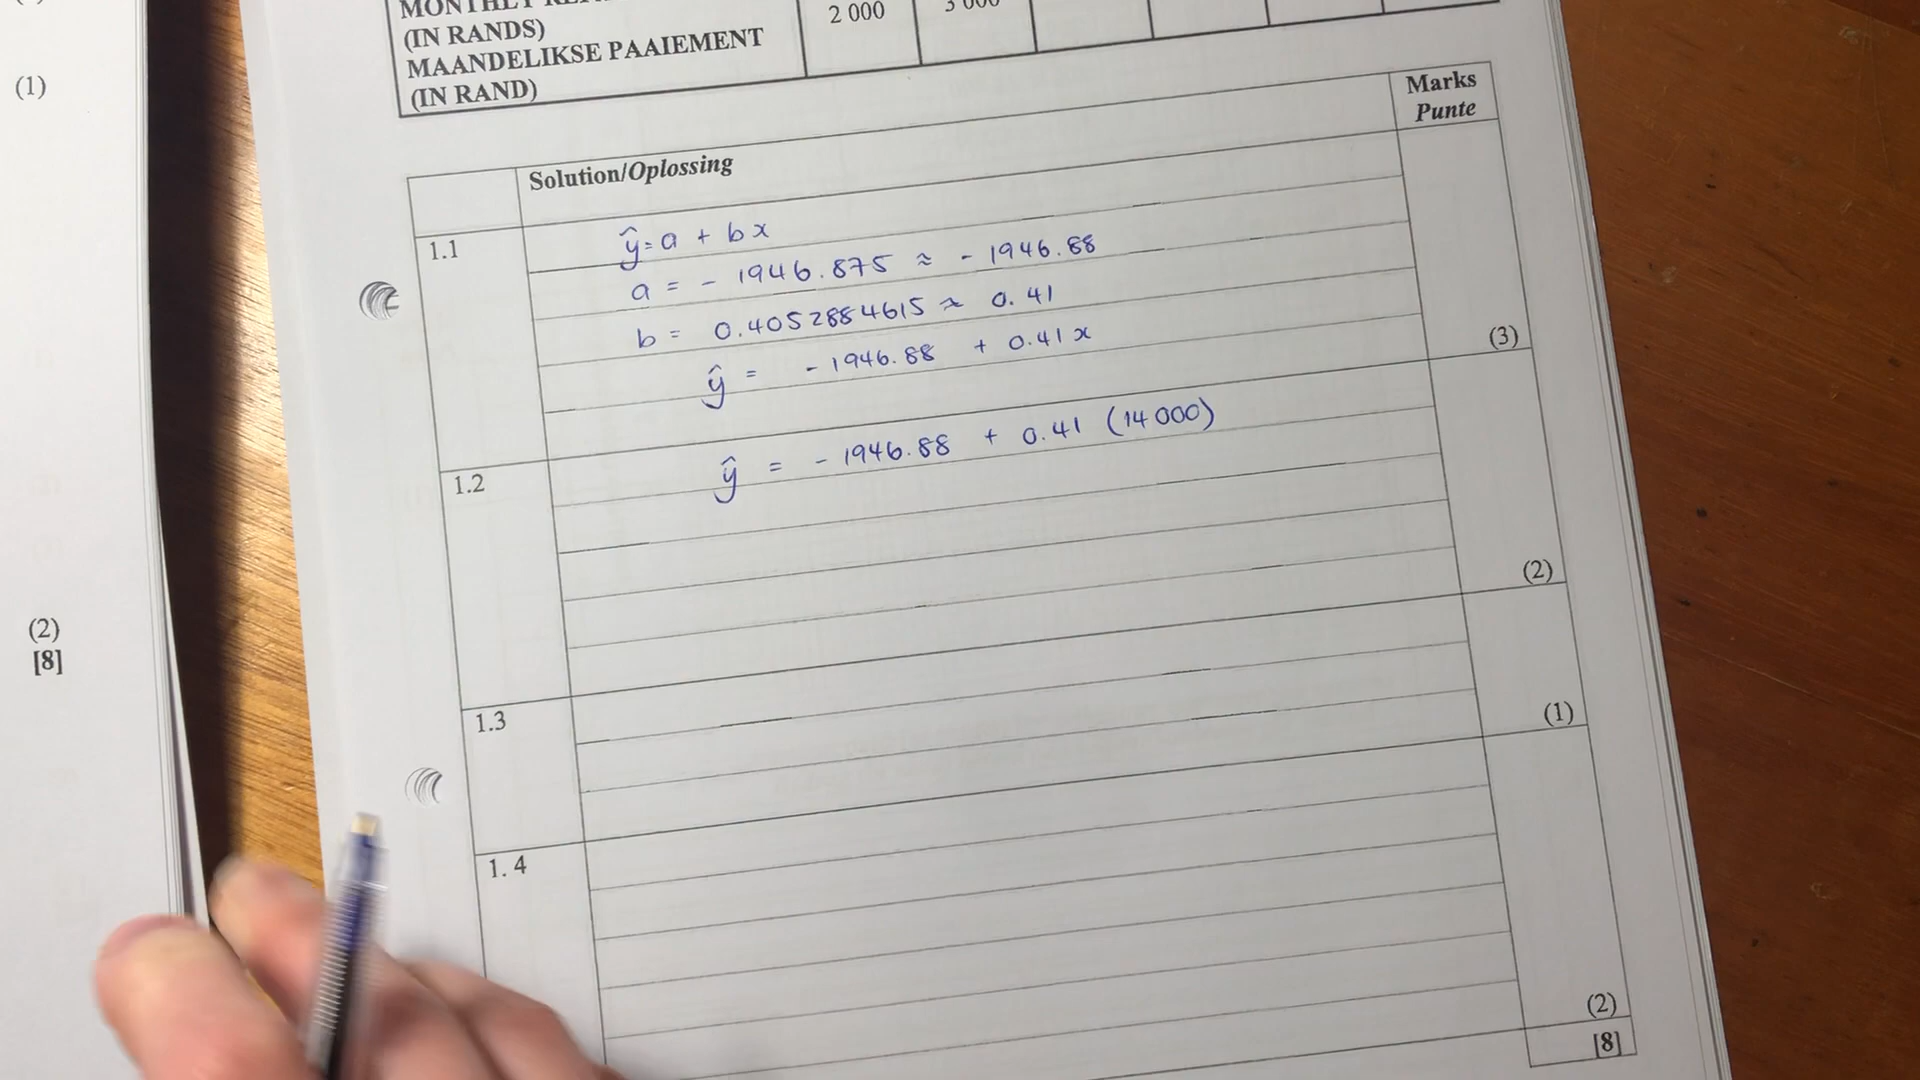 (1)
(2)
[8]
(IN RANDS)
MAANDELIKSE PAAIEMENT
(IN RAND)
2 000
3 000
Solution/Oplossing
Marks
Punte
1.1
ŷ = a + bx
a = - 1946.875 ≈ - 1946.88
b = 0.4052884615 ≈ 0.41
ŷ = - 1946.88 + 0.41x
(3)
1.2
ŷ = - 1946.88 + 0.41 (14 000)
(2)
1.3
(1)
1. 4
(2)
[8]